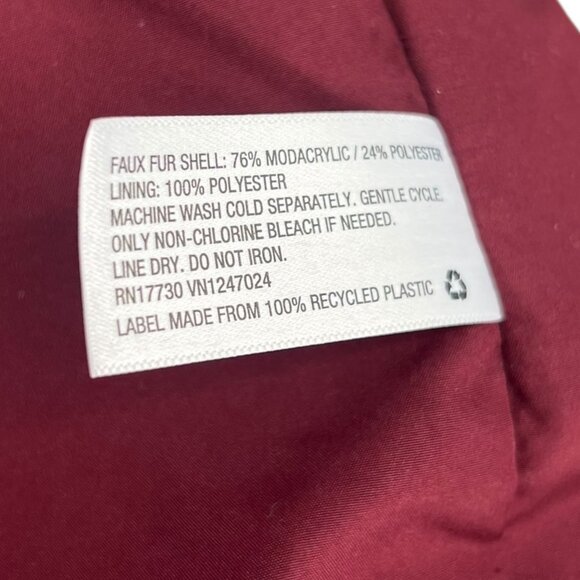 FAUX FUR SHELL: 76% MODACRYLIC / 24% POLYESTER
LINING: 100% POLYESTER
MACHINE WASH COLD SEPARATELY. GENTLE CYCLE.
ONLY NON-CHLORINE BLEACH IF NEEDED.
LINE DRY. DO NOT IRON.
RN17730 VN1247024
LABEL MADE FROM 100% RECYCLED PLASTIC